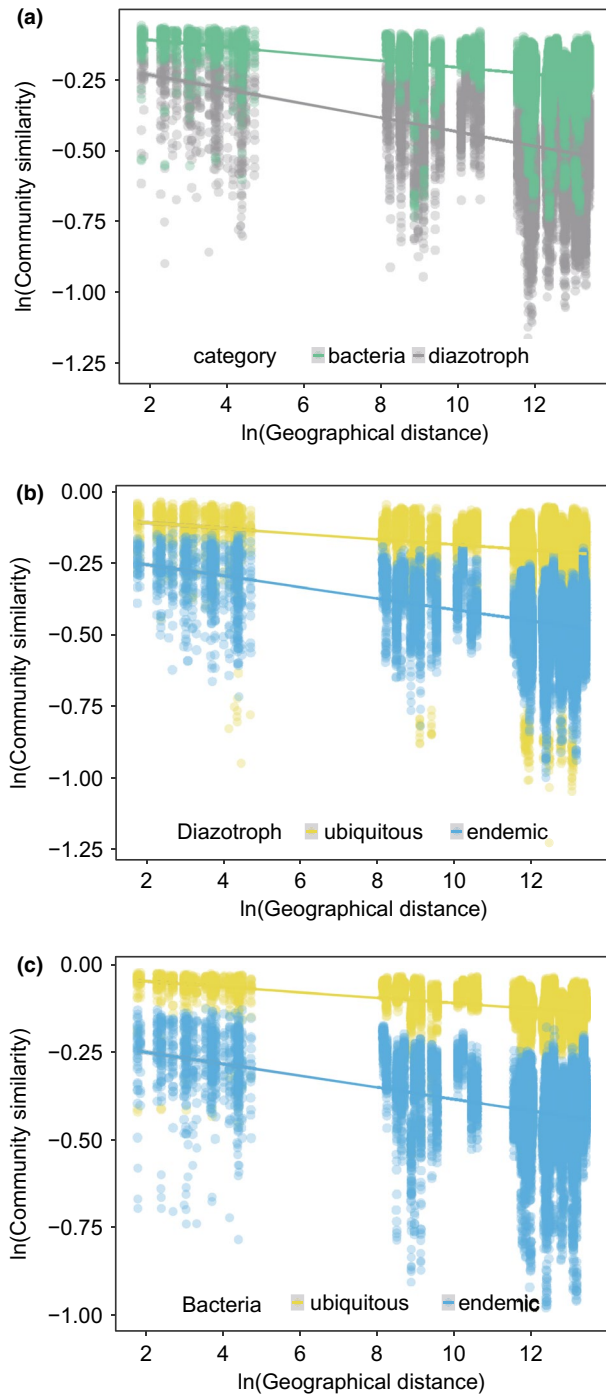 (a)
ln(Community similarity)
−0.25
−0.50
−0.75
−1.00
−1.25
category bacteria diazotroph
2 4 6 8 10 12
ln(Geographical distance)
(b)
ln(Community similarity)
0.00
−0.25
−0.50
−0.75
−1.00
−1.25
Diazotroph ubiquitous endemic
2 4 6 8 10 12
ln(Geographical distance)
(c)
ln(Community similarity)
0.00
−0.25
−0.50
−0.75
−1.00
Bacteria ubiquitous endemic
2 4 6 8 10 12
ln(Geographical distance)